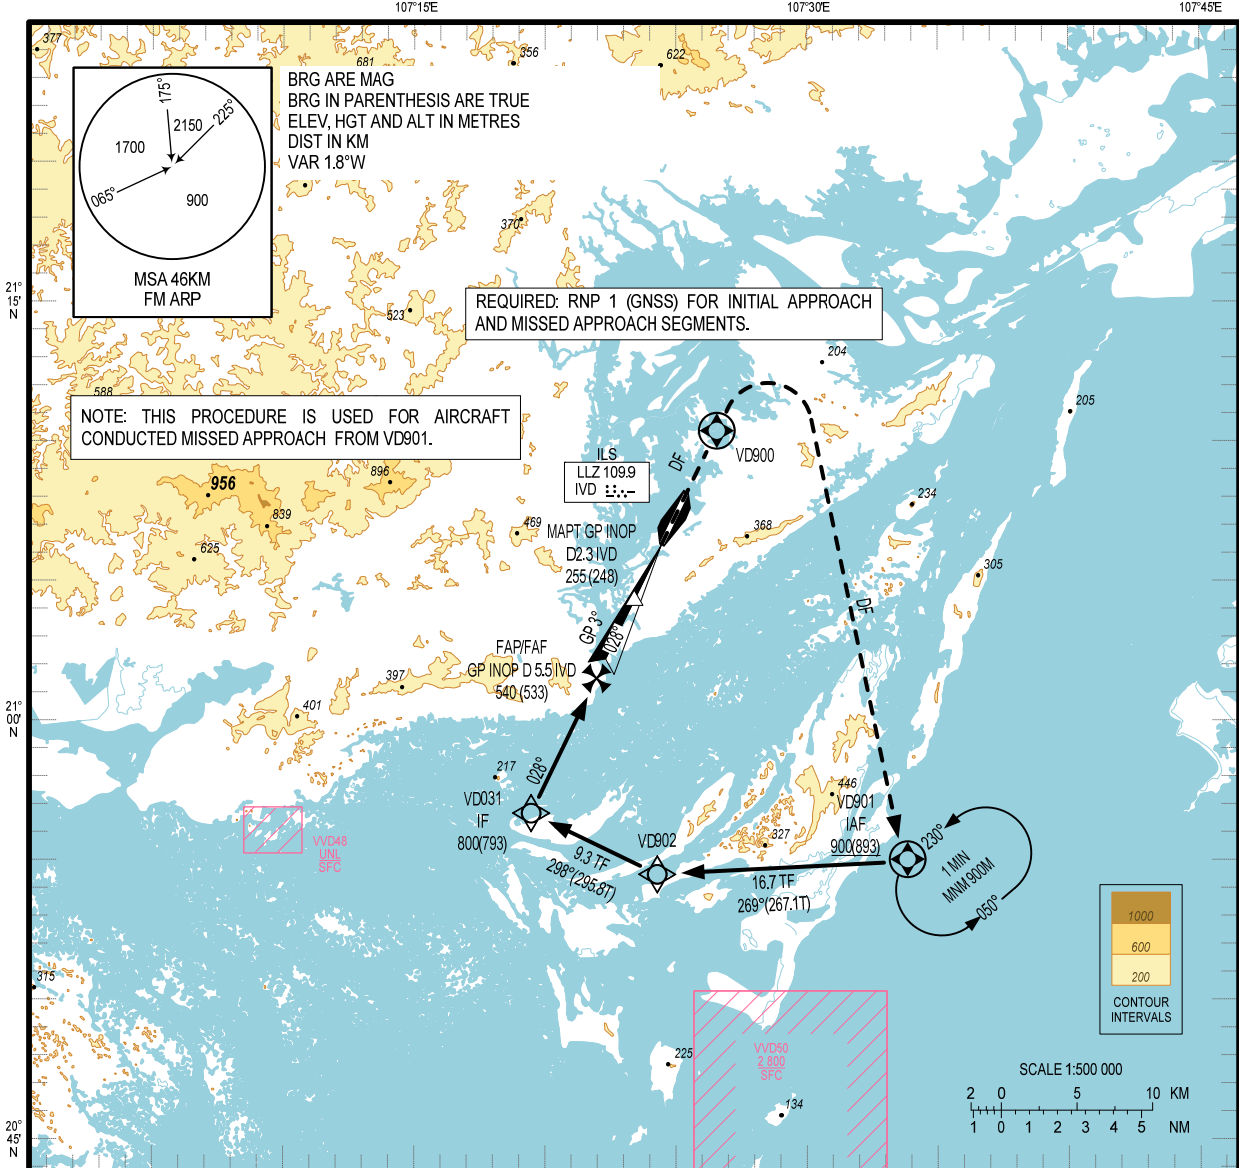 107°15'E
107°30'E
107°45'E
377
681
356
622
175°
225°
2150
1700
065°
900
MSA 46KM
FM ARP
BRG ARE MAG
BRG IN PARENTHESIS ARE TRUE
ELEV, HGT AND ALT IN METRES
DIST IN KM
VAR 1.8°W
370
21°
15'
N
523
REQUIRED: RNP 1 (GNSS) FOR INITIAL APPROACH
AND MISSED APPROACH SEGMENTS.
204
588
205
NOTE: THIS PROCEDURE IS USED FOR AIRCRAFT
CONDUCTED MISSED APPROACH FROM VD901.
VD900
DF
ILS
LLZ 109.9
IVD
896
956
839
625
469
MAPT GP INOP
D2.3 IVD
255 (248)
368
234
305
DF
GP 3°
028°
FAP/FAF
GP INOP D 5.5 IVD
540 (533)
397
401
21°
00'
N
217
028°
VD031
IF
800(793)
446
VD901
IAF
900(893)
327
VD902
9.3 TF
298°(295.8T)
16.7 TF
269°(267.1T)
230°
1 MIN
MNM 900M
050°
VVD48
UNL
SFC
1000
600
200
CONTOUR
INTERVALS
315
225
VVD50
2 800
SFC
134
SCALE 1:500 000
2 0 5 10 KM
1 0 1 2 3 4 5 NM
20°
45'
N